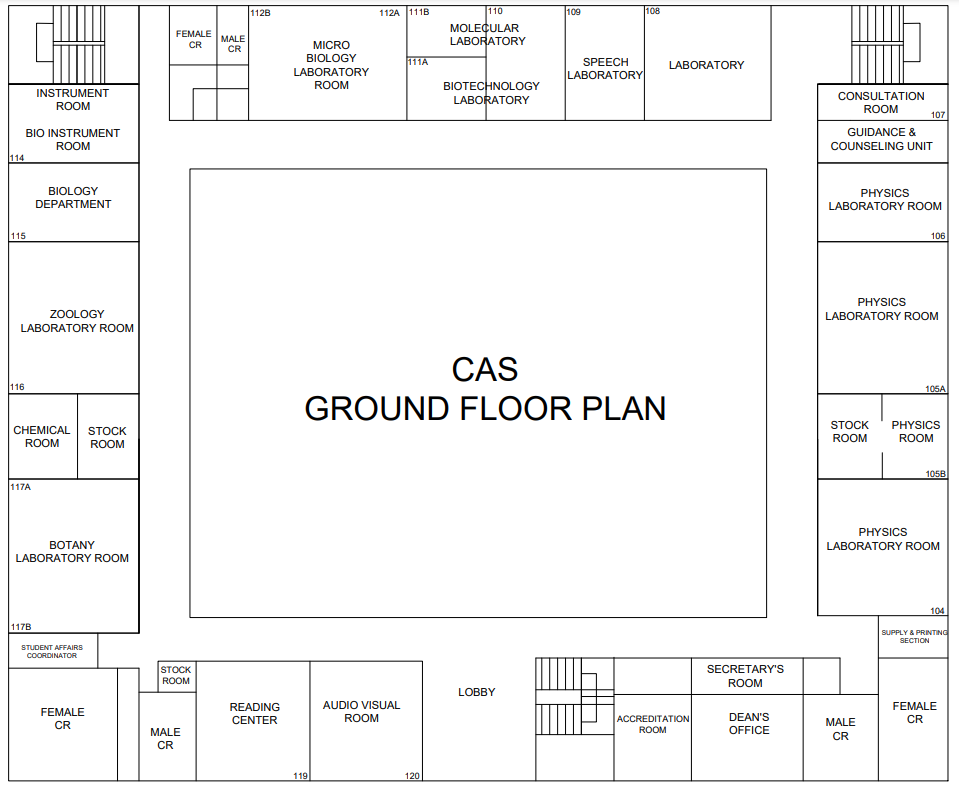 112B
112A
111B
110
109
108
FEMALE
CR
MALE
CR
MICRO
BIOLOGY
LABORATORY
ROOM
MOLECULAR
LABORATORY
111A
BIOTECHNOLOGY
LABORATORY
SPEECH
LABORATORY
LABORATORY
INSTRUMENT
ROOM
BIO INSTRUMENT
ROOM
114
CONSULTATION
ROOM
107
GUIDANCE &
COUNSELING UNIT
BIOLOGY
DEPARTMENT
115
PHYSICS
LABORATORY ROOM
106
ZOOLOGY
LABORATORY ROOM
116
PHYSICS
LABORATORY ROOM
105A
CAS
GROUND FLOOR PLAN
CHEMICAL
ROOM
STOCK
ROOM
117A
STOCK
ROOM
PHYSICS
ROOM
105B
BOTANY
LABORATORY ROOM
117B
PHYSICS
LABORATORY ROOM
104
STUDENT AFFAIRS
COORDINATOR
SUPPLY & PRINTING
SECTION
FEMALE
CR
STOCK
ROOM
MALE
CR
READING
CENTER
119
AUDIO VISUAL
ROOM
120
LOBBY
SECRETARY'S
ROOM
ACCREDITATION
ROOM
DEAN'S
OFFICE
MALE
CR
FEMALE
CR